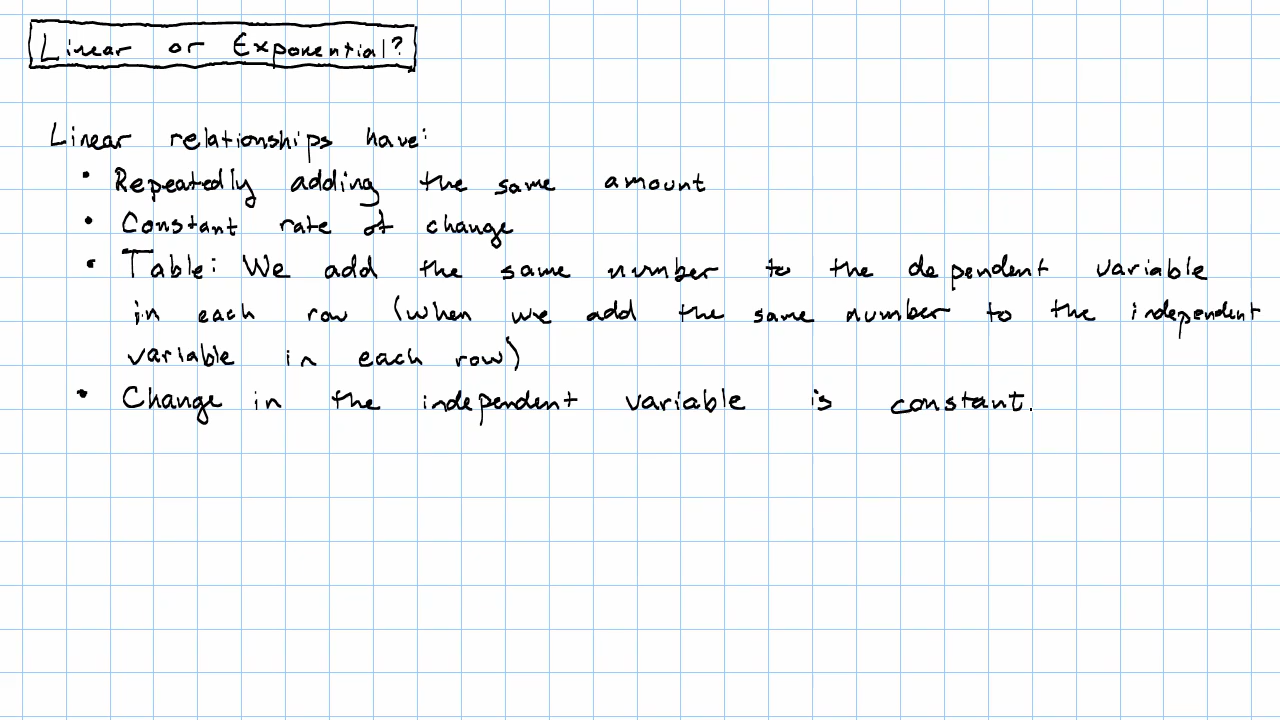 Linear or Exponential?
Linear relationships have:
• Repeatedly adding the same amount
• Constant rate of change
• Table: We add the same number to the dependent variable
in each row (when we add the same number to the independent
variable in each row)
• Change in the independent variable is constant.